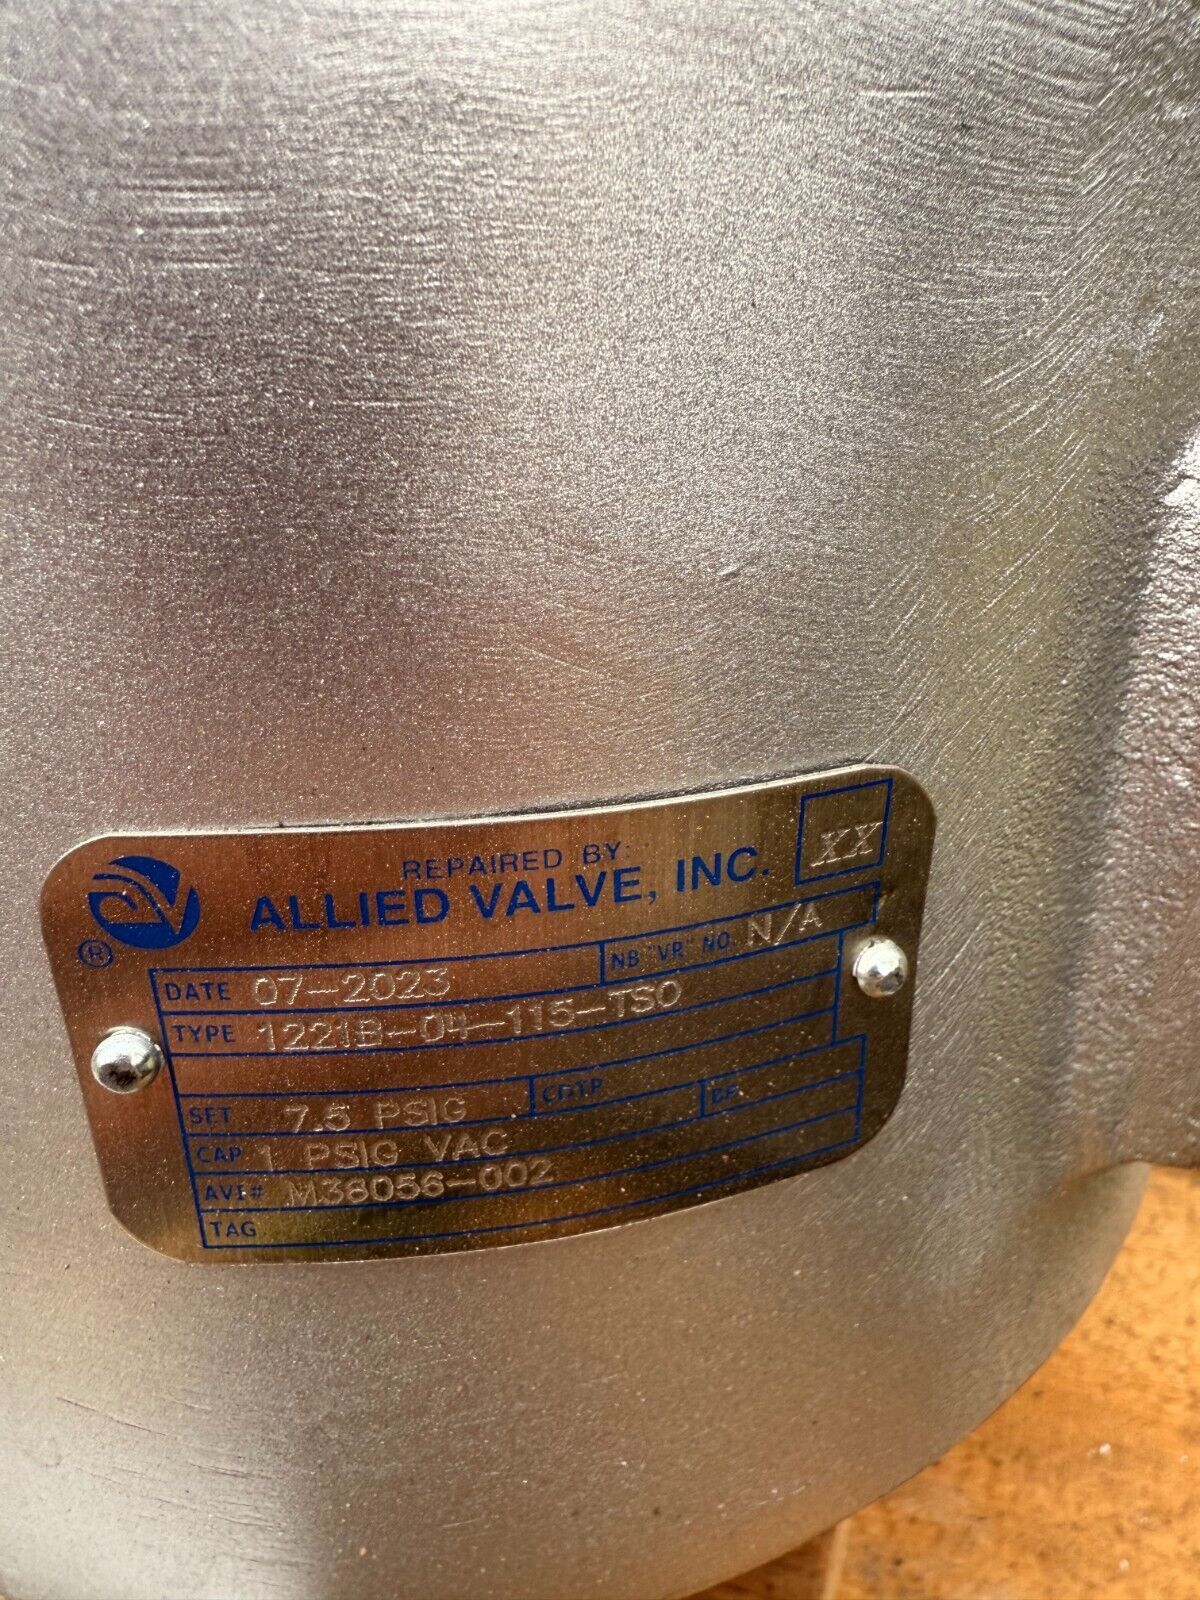 REPAIRED BY:
ALLIED VALVE, INC.
XX
®
DATE 07-2023 NB "VR" NO. N/A
TYPE 1221B-04-115-TSO
SET 7.5 PSIG CDTP BP
CAP 1 PSIG VAC
AVI# M38056-002
TAG